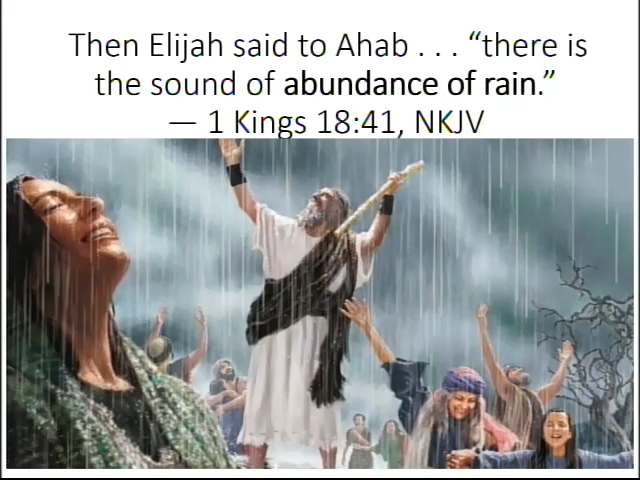 Then Elijah said to Ahab . . . “there is
the sound of abundance of rain.”
— 1 Kings 18:41, NKJV